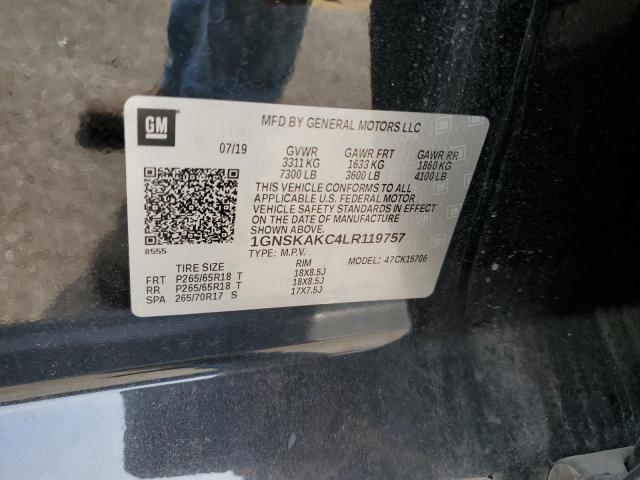 GM
MFD BY GENERAL MOTORS LLC
07/19 GVWR GAWR FRT GAWR RR
3311 KG 1633 KG 1860 KG
7300 LB 3600 LB 4100 LB
THIS VEHICLE CONFORMS TO ALL
APPLICABLE U.S. FEDERAL MOTOR
VEHICLE SAFETY STANDARDS IN EFFECT
ON THE DATE OF MANUFACTURE
SHOWN ABOVE.
8555
1GNSKAKC4LR119757
TYPE: M.P.V. MODEL: 47CK15706
TIRE SIZE RIM
FRT P265/65R18 T 18X8.5J
RR P265/65R18 T 18X8.5J
SPA 265/70R17 S 17X7.5J